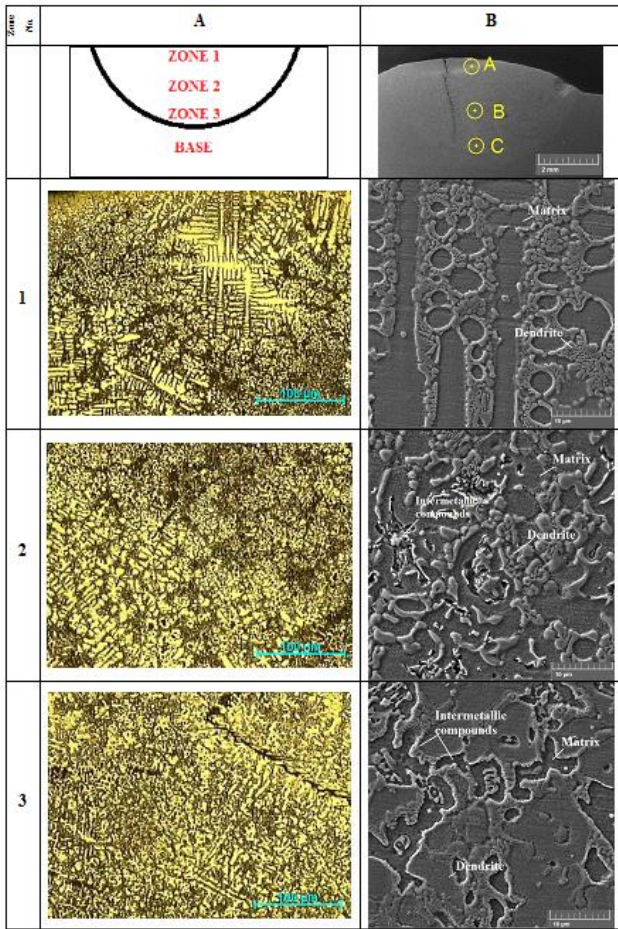 Zone No.
A
B
ZONE 1
ZONE 2
ZONE 3
BASE
A
B
C
2 mm
1
100 µm
Matrix
Dendrite
10 µm
2
100 µm
Matrix
Intermetallic
compounds
Dendrite
10 µm
3
100 µm
Intermetallic
compounds
Matrix
Dendrite
10 µm